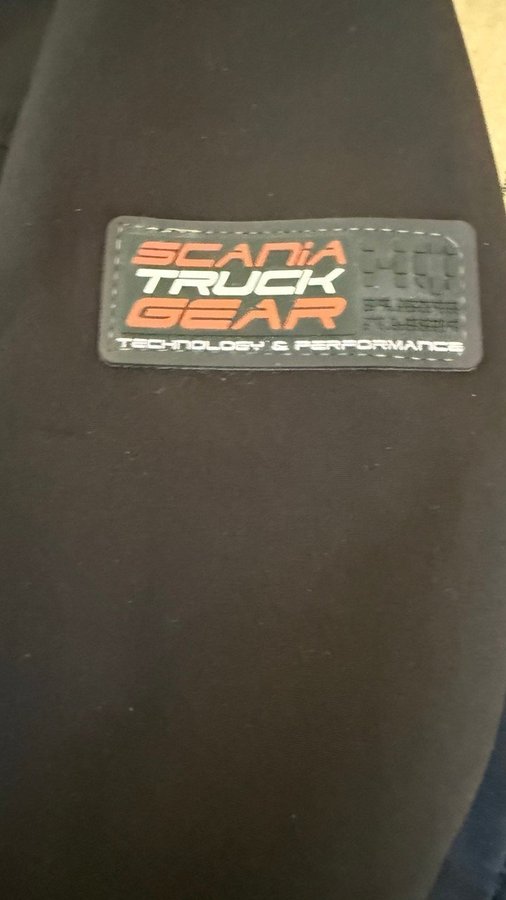 SCANIA
TRUCK
GEAR
TECHNOLOGY & PERFORMANCE